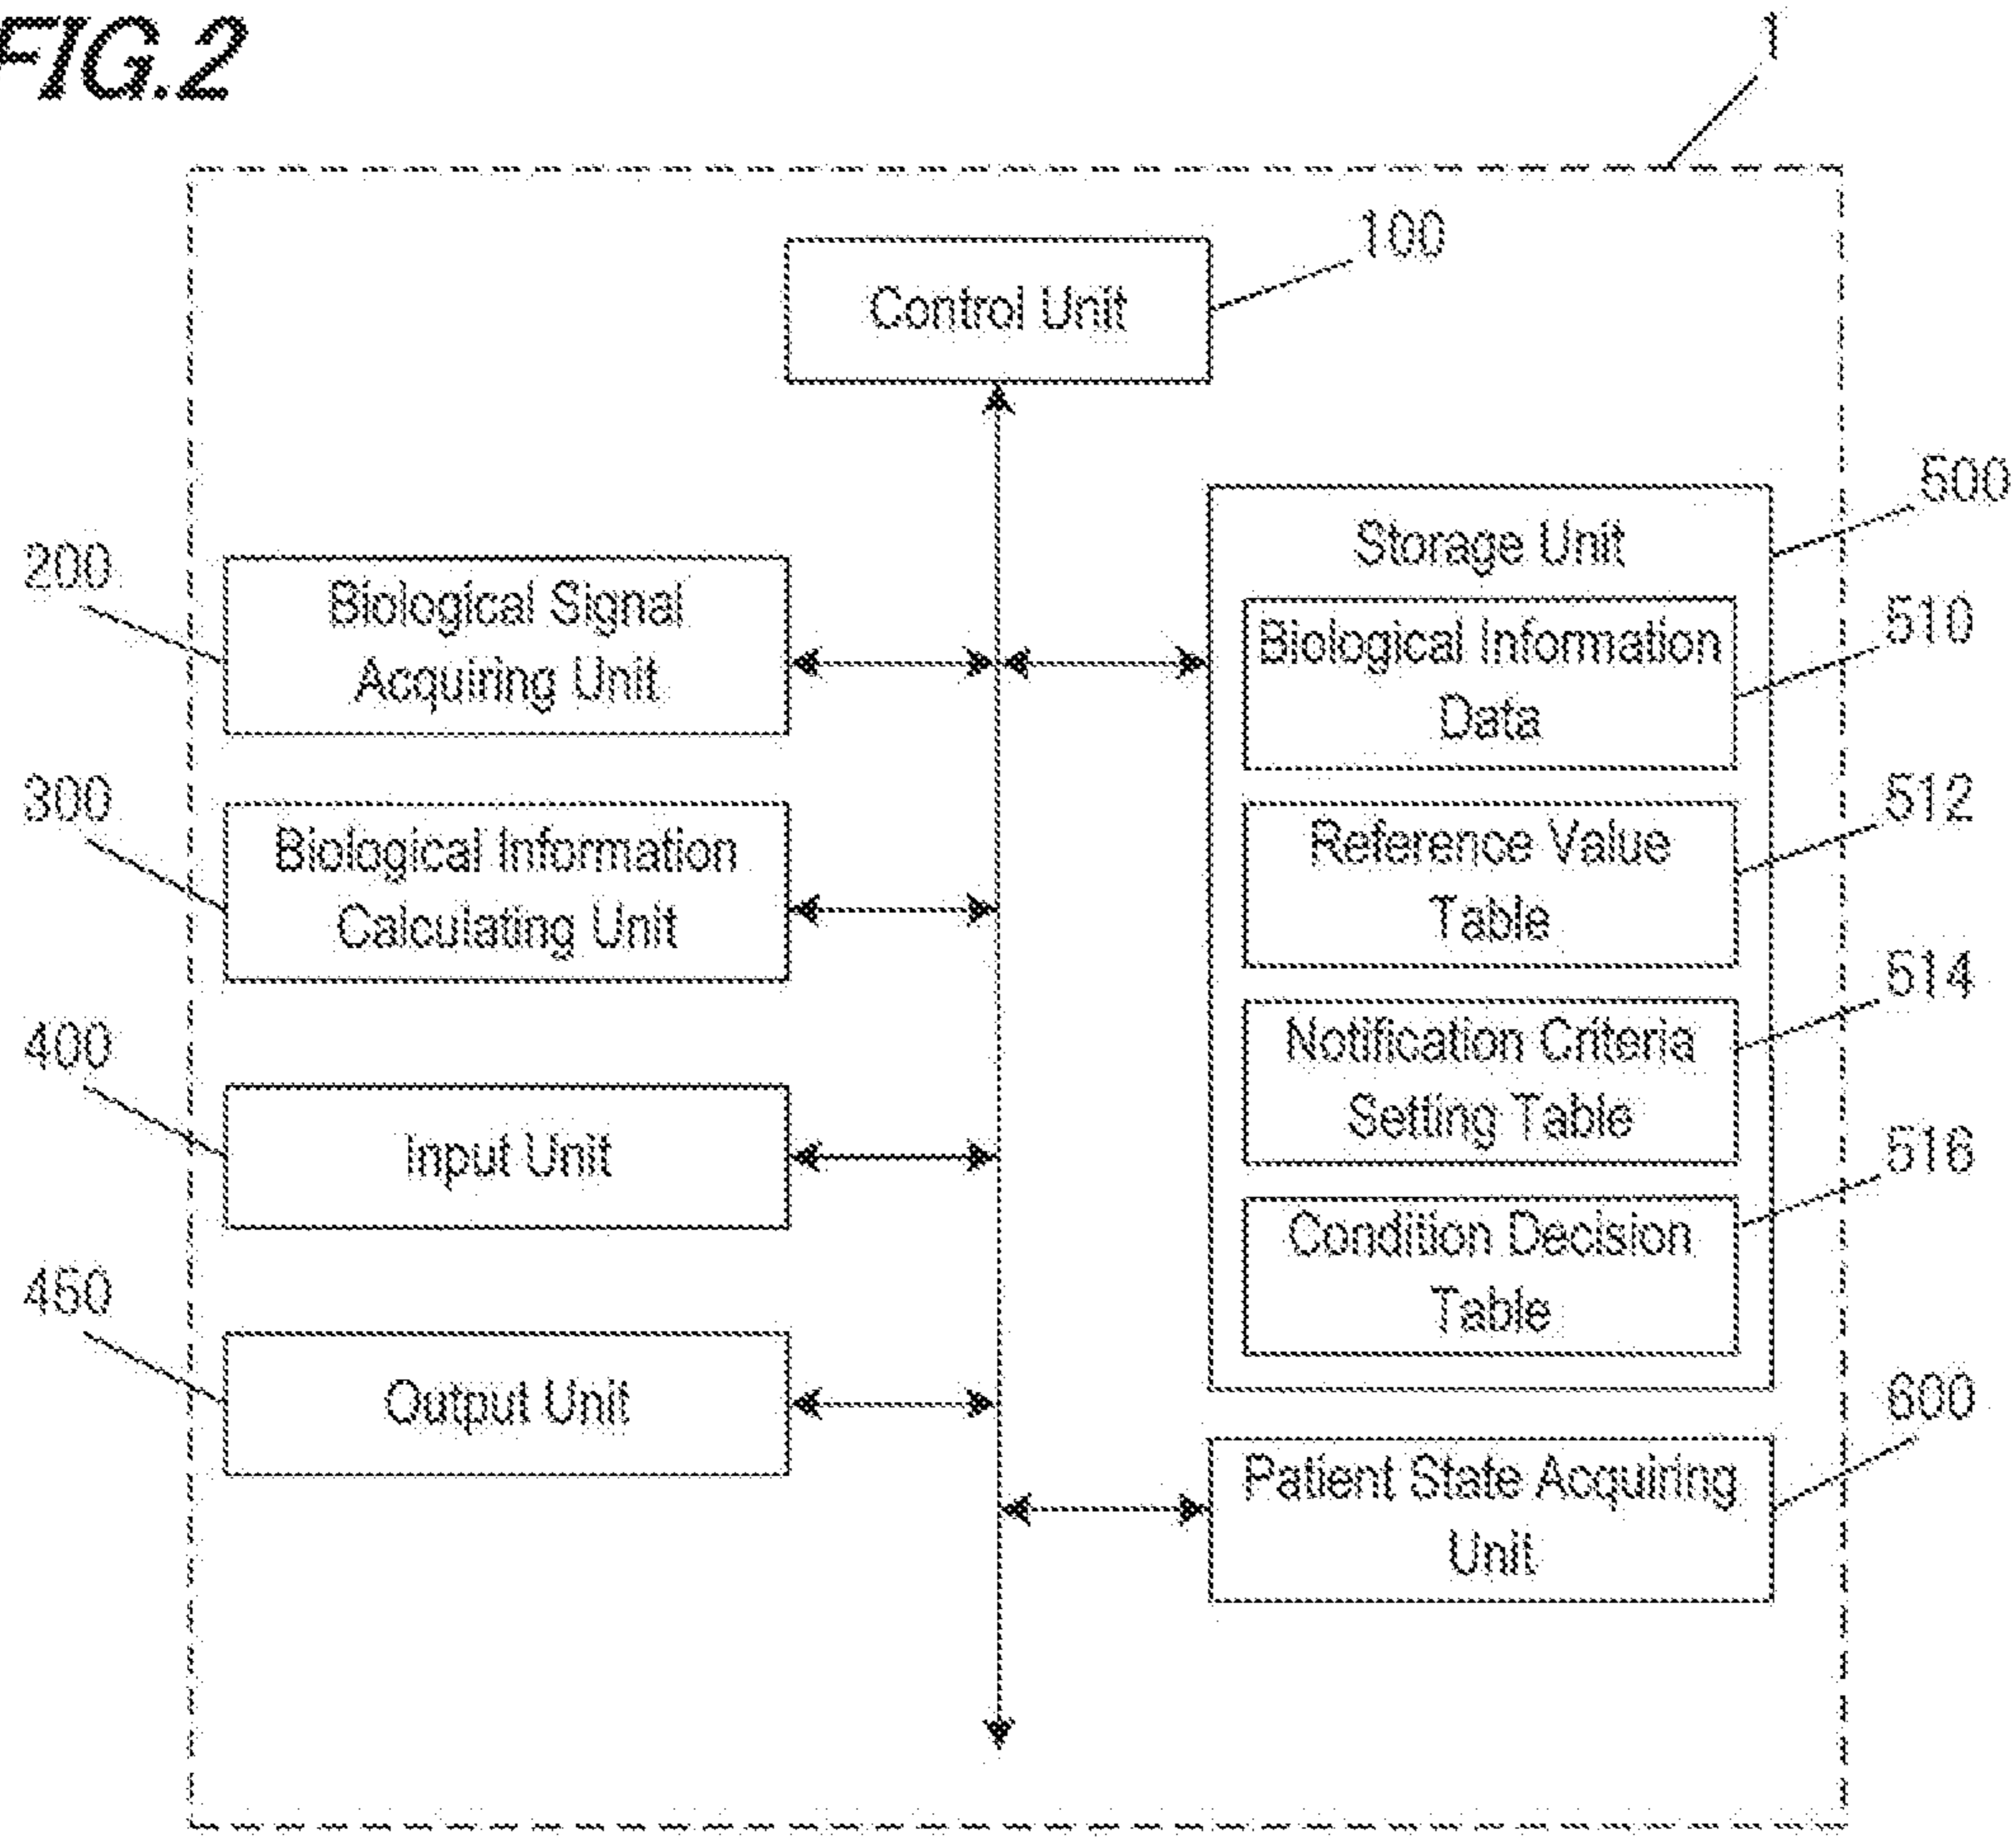 FIG.2
1
100
Control Unit
500
Storage Unit
200
Biological Signal
Acquiring Unit
510
Biological Information
Data
300
Biological Information
Calculating Unit
512
Reference Value
Table
514
Notification Criteria
Setting Table
400
Input Unit
516
Condition Decision
Table
450
Output Unit
600
Patient State Acquiring
Unit